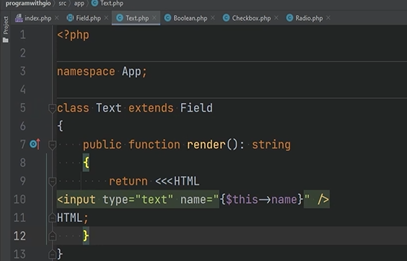 programwithgio src app Text.php
index.php Field.php Text.php Boolean.php Checkbox.php Radio.php
Project
1 <?php
2
3 namespace App;
4
5 class Text extends Field
6 {
7 public function render(): string
8 {
9 return <<<HTML
10 <input type="text" name="{$this->name}" />
11 HTML;
12 }
13 }